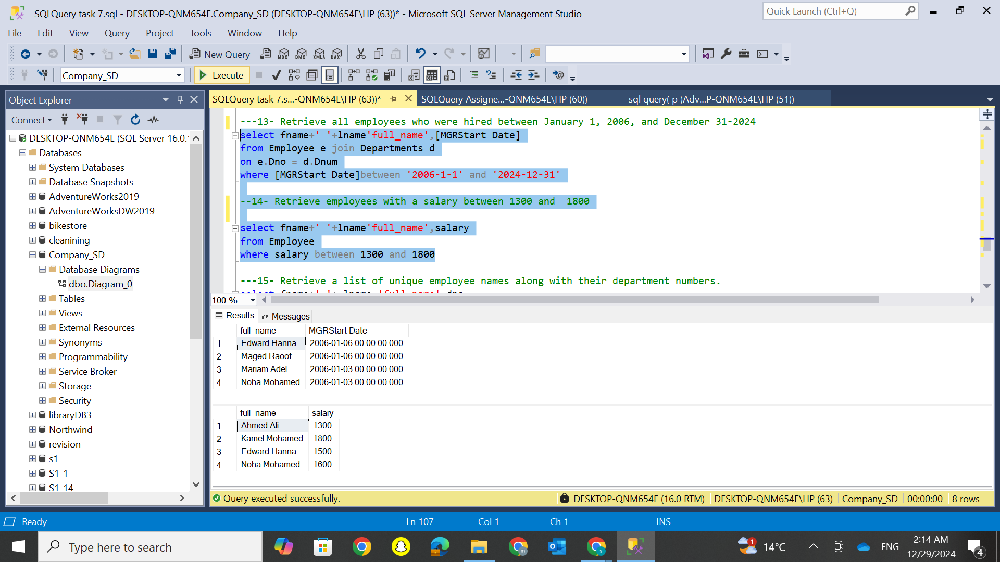 SQLQuery task 7.sql - DESKTOP-QNM654E.Company_SD (DESKTOP-QNM654E\HP (63))* - Microsoft SQL Server Management Studio
Quick Launch (Ctrl+Q)
File Edit View Query Project Tools Window Help
New Query MDX DMX XMLA DAX
Company_SD Execute
Object Explorer
Connect
DESKTOP-QNM654E (SQL Server 16.0.1
Databases
System Databases
Database Snapshots
AdventureWorks2019
AdventureWorksDW2019
bikestore
cleanining
Company_SD
Database Diagrams
dbo.Diagram_0
Tables
Views
External Resources
Synonyms
Programmability
Service Broker
Storage
Security
libraryDB3
Northwind
revision
s1
S1_1
S1_14
SQLQuery task 7.s...-QNM654E\HP (63))* SQLQuery Assigne...-QNM654E\HP (60)) sql query( p )Adv...P-QNM654E\HP (51))
---13- Retrieve all employees who were hired between January 1, 2006, and December 31-2024
select fname+' '+lname'full_name',[MGRStart Date]
from Employee e join Departments d
on e.Dno = d.Dnum
where [MGRStart Date]between '2006-1-1' and '2024-12-31'
--14- Retrieve employees with a salary between 1300 and  1800
select fname+' '+lname'full_name',salary
from Employee
where salary between 1300 and 1800
---15- Retrieve a list of unique employee names along with their department numbers.
100 %
Results Messages
full_name MGRStart Date
1 Edward Hanna 2006-01-06 00:00:00.000
2 Maged Raoof 2006-01-06 00:00:00.000
3 Mariam Adel 2006-01-03 00:00:00.000
4 Noha Mohamed 2006-01-03 00:00:00.000
full_name salary
1 Ahmed Ali 1300
2 Kamel Mohamed 1800
3 Edward Hanna 1500
4 Noha Mohamed 1600
Query executed successfully. DESKTOP-QNM654E (16.0 RTM) DESKTOP-QNM654E\HP (63) Company_SD 00:00:00 8 rows
Ready Ln 107 Col 1 Ch 1 INS
Type here to search
1 14°C ENG
2:14 AM
12/29/2024
4